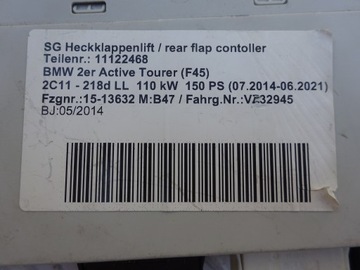 SG Heckklappenlift / rear flap contoller
Teilenr.: 11122468
BMW 2er Active Tourer (F45)
2C11 - 218d LL 110 kW 150 PS (07.2014-06.2021)
Fzgnr.:15-13632 M:B47 / Fahrg.Nr.:VF32945
BJ:05/2014